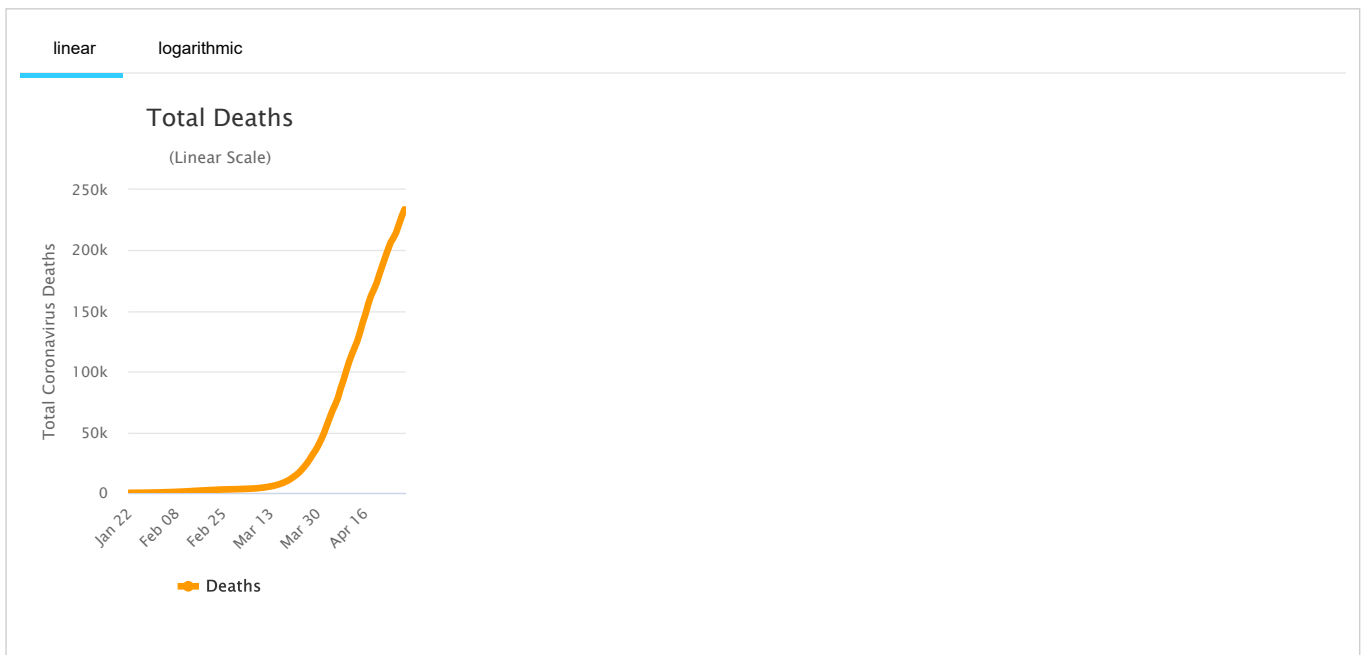 linear logarithmic
Total Deaths
(Linear Scale)
Total Coronavirus Deaths
250k
200k
150k
100k
50k
0
Jan 22 Feb 08 Feb 25 Mar 13 Mar 30 Apr 16
Deaths